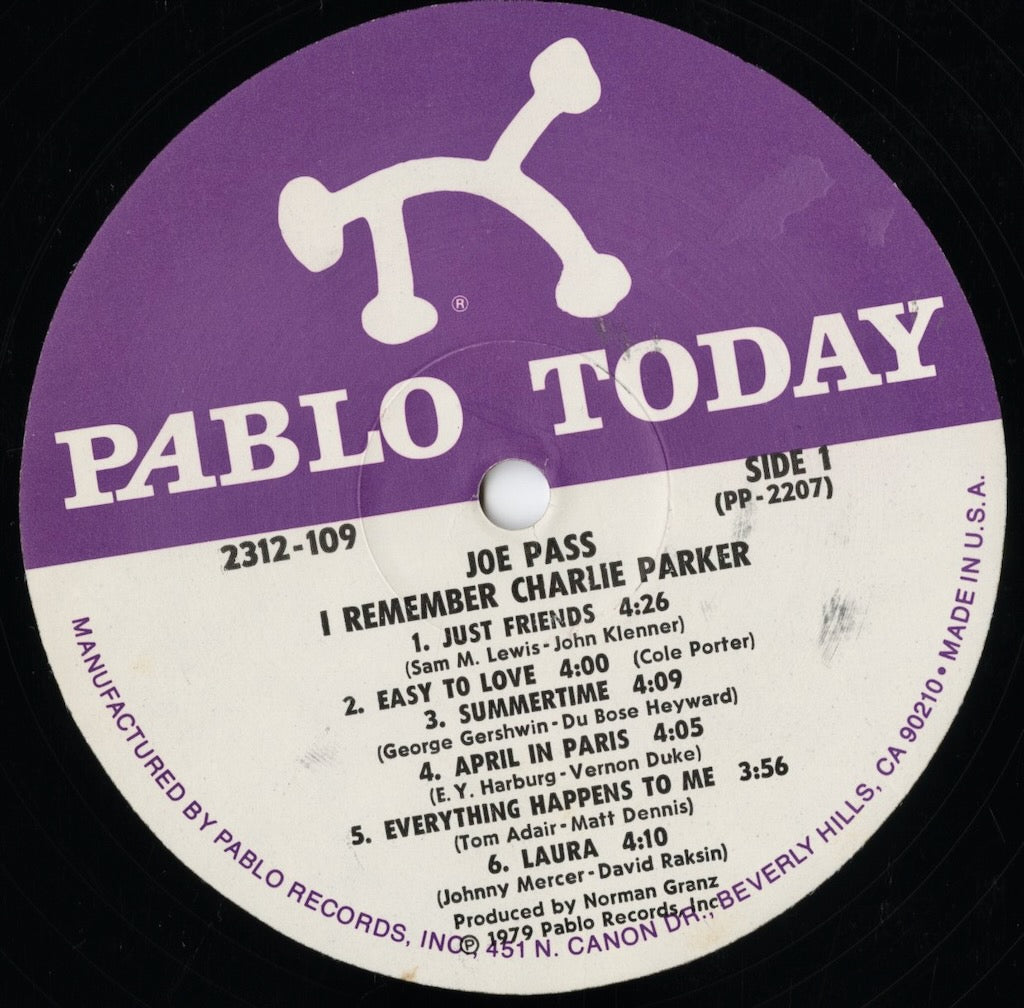 ®
PABLO TODAY
SIDE 1
(PP-2207)
2312-109
JOE PASS
I REMEMBER CHARLIE PARKER
1. JUST FRIENDS 4:26
(Sam M. Lewis-John Klenner)
2. EASY TO LOVE 4:00 (Cole Porter)
3. SUMMERTIME 4:09
(George Gershwin-Du Bose Heyward)
4. APRIL IN PARIS 4:05
(E. Y. Harburg-Vernon Duke)
5. EVERYTHING HAPPENS TO ME 3:56
(Tom Adair-Matt Dennis)
6. LAURA 4:10
(Johnny Mercer-David Raksin)
Produced by Norman Granz
℗ 1979 Pablo Records, Inc.
MANUFACTURED BY PABLO RECORDS, INC., 451 N. CANON DR., BEVERLY HILLS, CA 90210 • MADE IN U.S.A.